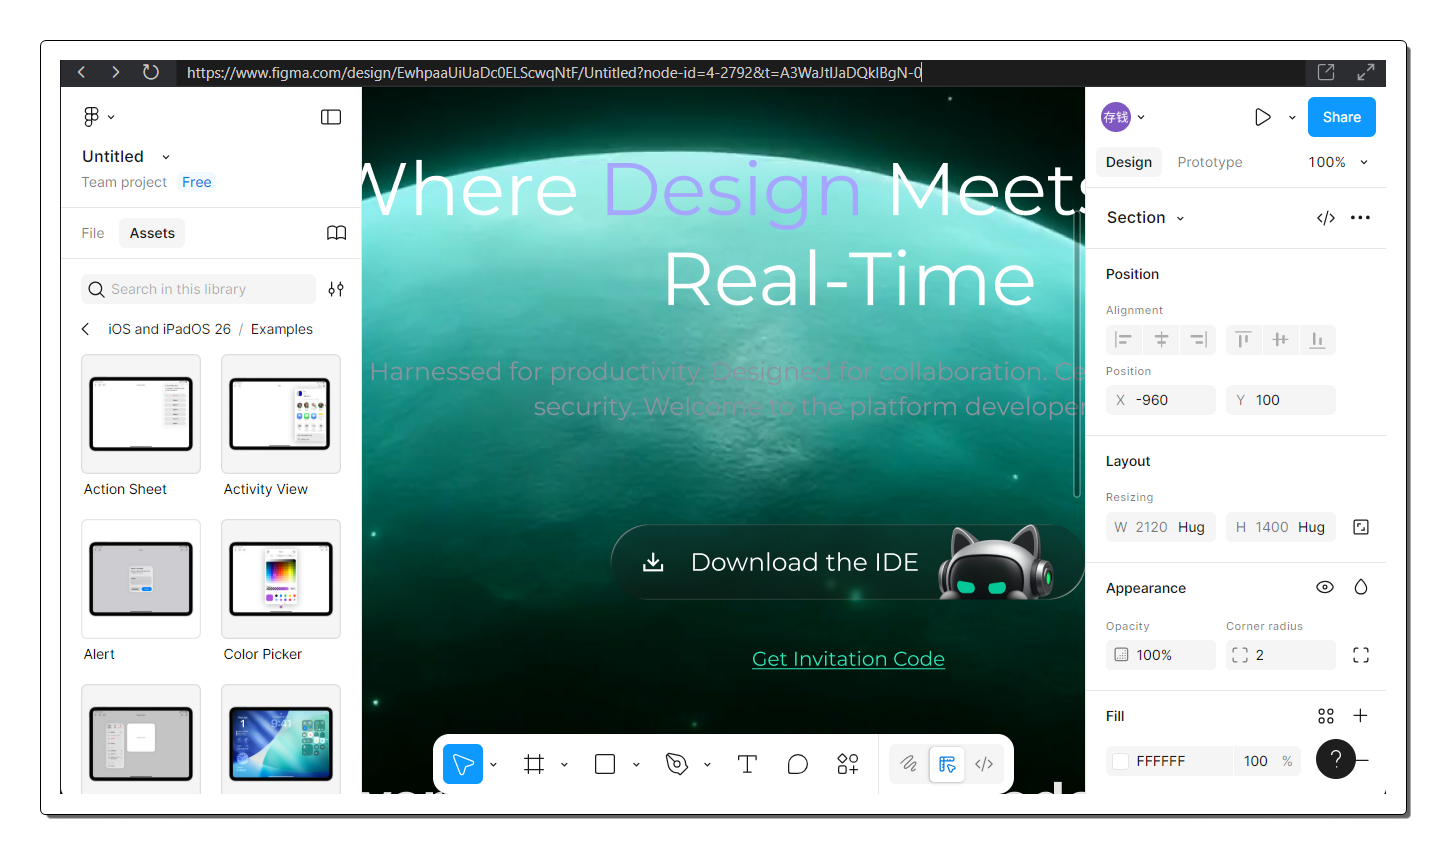 https://www.figma.com/design/EwhpaaUiUaDc0ELScwqNtF/Untitled?node-id=4-2792&t=A3WaJtIJaDQkIBgN-0
Untitled
Team project Free
File Assets
Search in this library
iOS and iPadOS 26 / Examples
Action Sheet
Activity View
Alert
Color Picker
Where Design Meets
Real-Time
Harnessed for productivity. Designed for collaboration. Ce
security. Welcome to the platform developer
Download the IDE
Get Invitation Code
存钱
Share
Design Prototype 100%
Section
Position
Alignment
Position
X -960 Y 100
Layout
Resizing
W 2120 Hug H 1400 Hug
Appearance
Opacity Corner radius
100% 2
Fill
FFFFFF 100 %
?